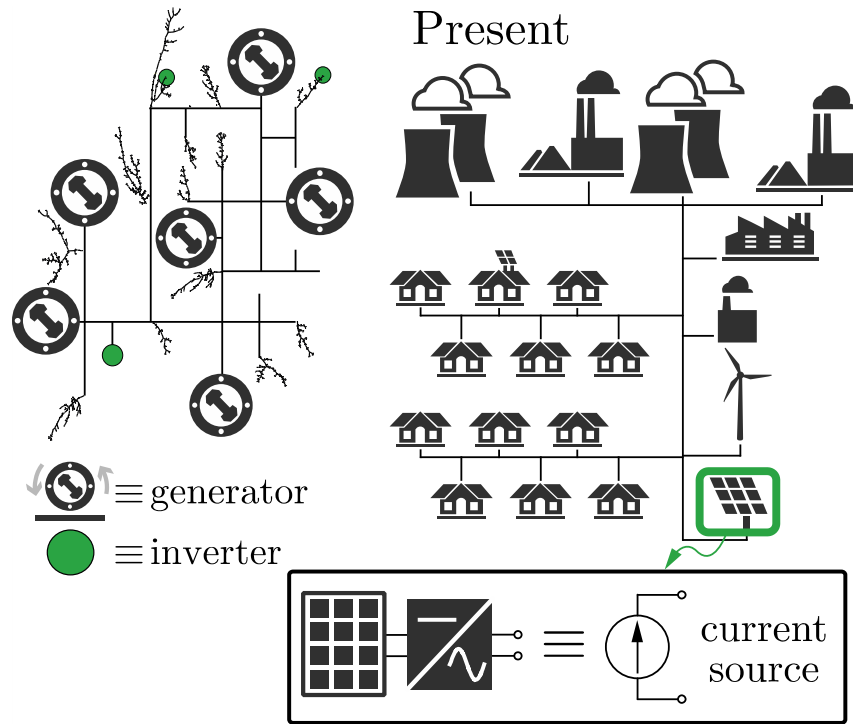 Present
≡ generator
≡ inverter
≡
current
source